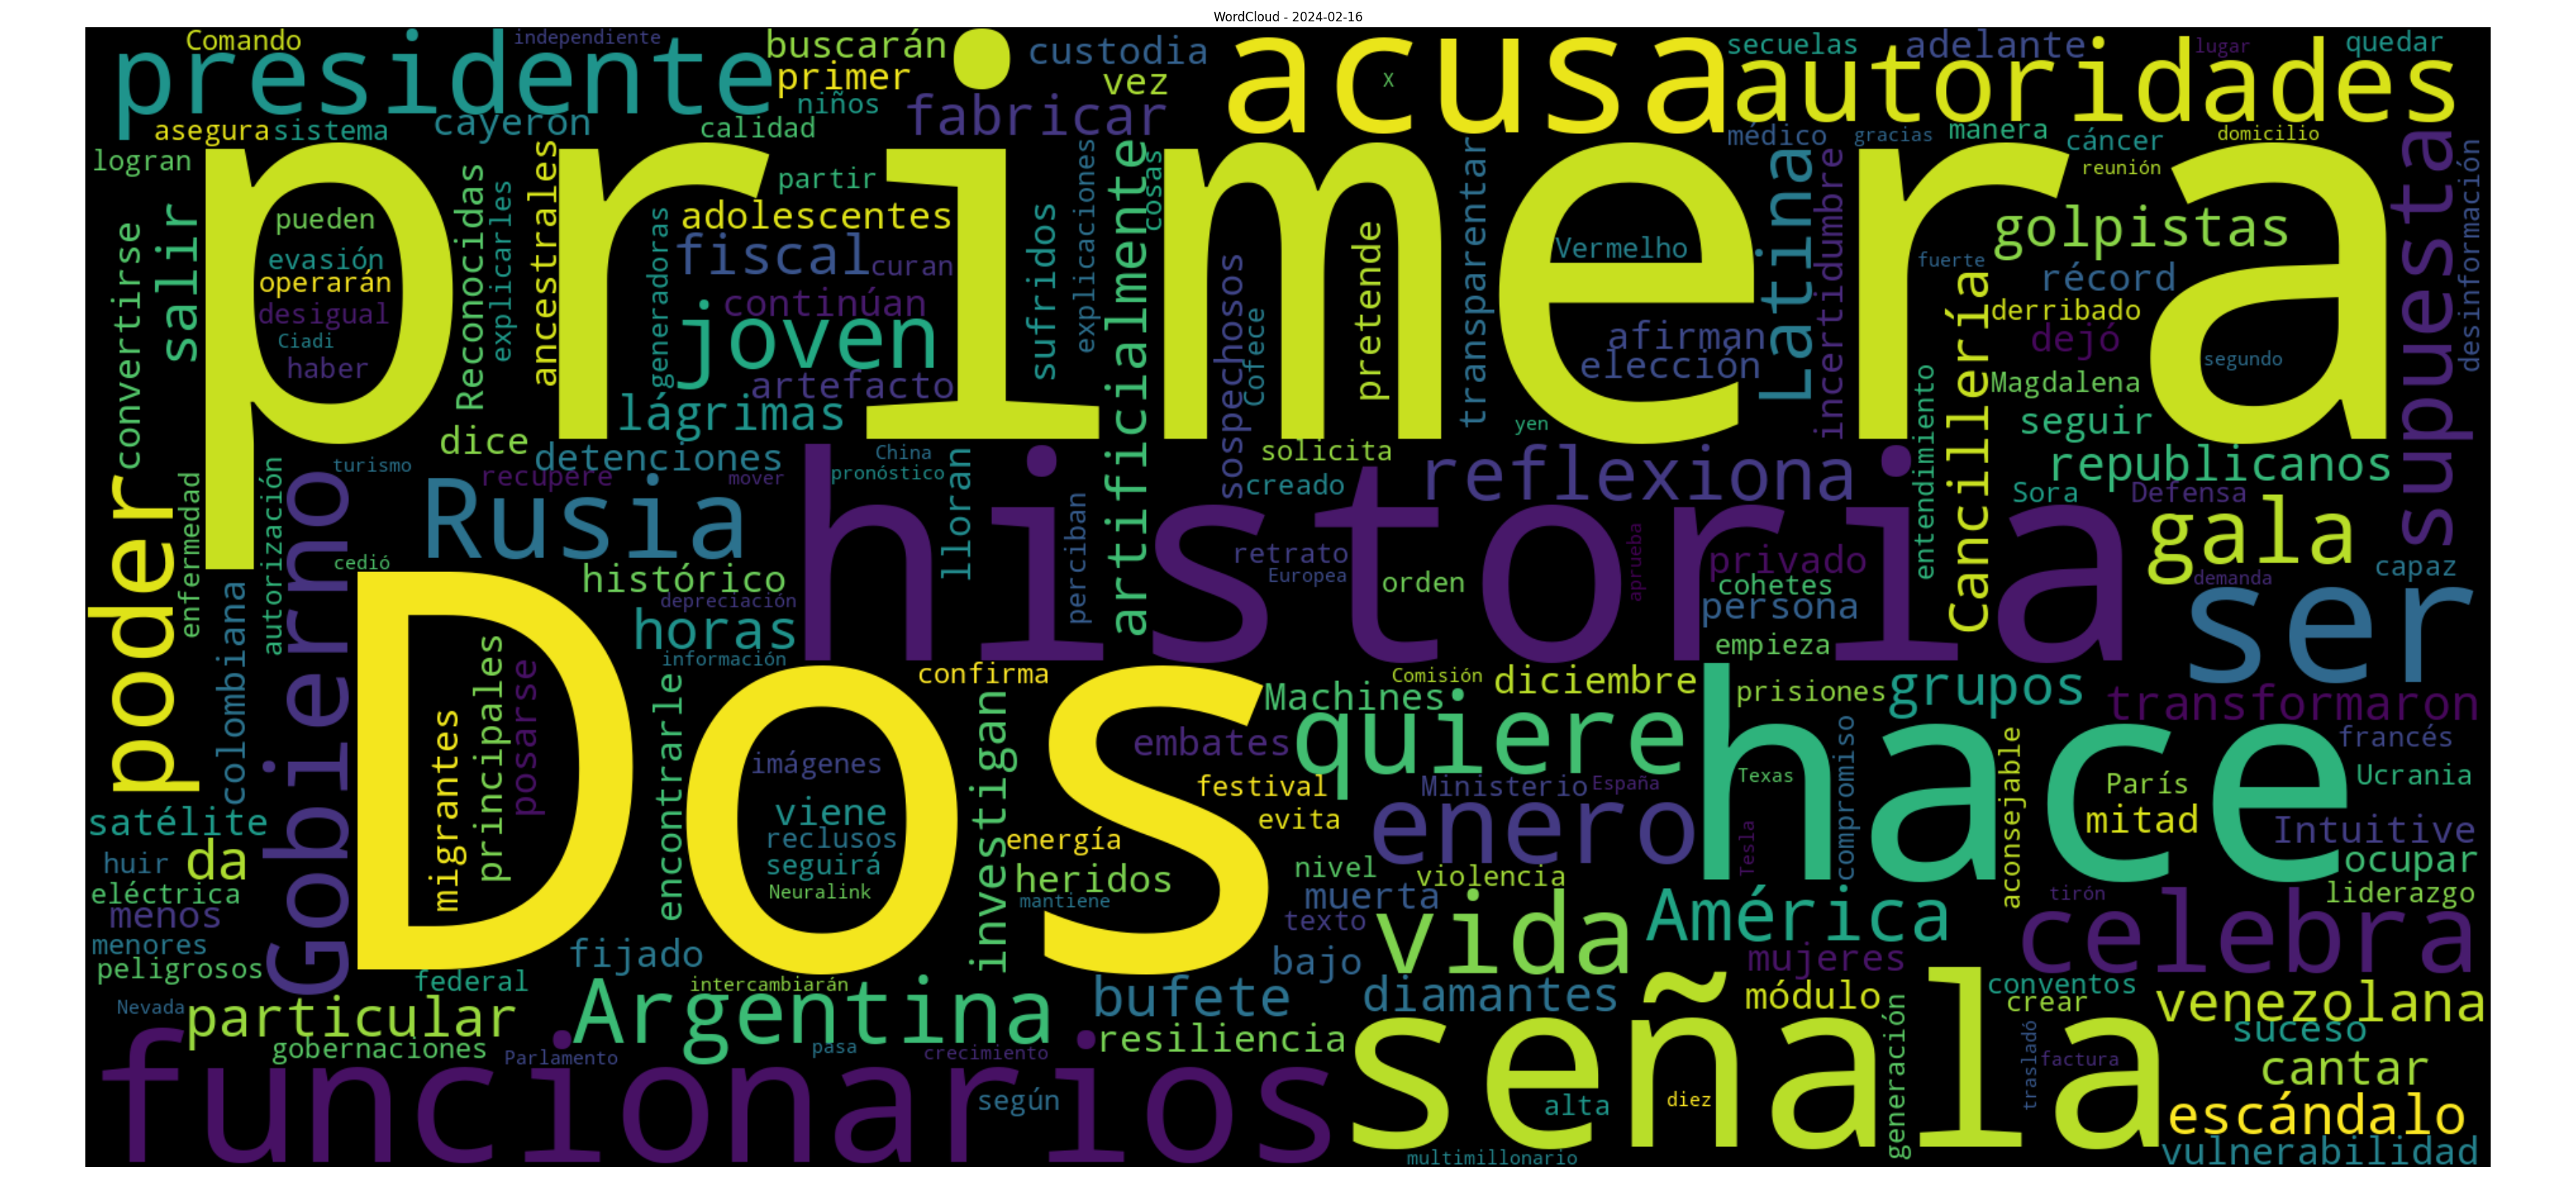 WordCloud - 2024-02-16
Comando
independiente
buscarán
custodia
acusa
secuelas
adelante
lugar
quedar
presidente
primer
vez
x
autoridades
niños
fabricar
asegura
sistema
cayeron
calidad
médico
gracias
manera
cáncer
domicilio
logran
primera
reunión
partir
pueden
adolescentes
golpistas
supuesta
desinformación
salir
convertirse
Reconocidas
explicarles
ancestrales
generadoras
sufridos
explicaciones
artificialmente
cosas
sospechosos
Cofece
pretende
transparentar
Vermelho
Latina
incertidumbre
fuerte
evasión
operarán
desigual
Ciadi
haber
fiscal
curan
continúan
joven
artefacto
lágrimas
afirman
elección
récord
derribado
dejó
segundo
Magdalena
Cancillería
entendimiento
seguir
yen
dice
detenciones
China
solicita
reflexiona
republicanos
turismo
recupere
mover
pronóstico
lloran
creado
Sora
Defensa
poder
enfermedad
autorización
Gobierno
Rusia
historia
gala
cedió
histórico
perciban
retrato
Europea
orden
aprueba
privado
cohetes
demanda
capaz
depreciación
persona
ser
colombiana
Dos
horas
información
empieza
confirma
Comisión
diciembre
Machines
prisiones
grupos
transformaron
migrantes
principales
posarse
encontrarle
investigan
embates
quiere
hace
francés
imágenes
festival
Ministerio
España
Texas
compromiso
aconsejable
París
Ucrania
satélite
viene
evita
enero
mitad
Intuitive
reclusos
energía
Tesla
huir
da
seguirá
heridos
nivel
violencia
ocupar
eléctrica
Neuralink
mantiene
muerta
tirón
liderazgo
menos
texto
vida
América
celebra
menores
fijado
bajo
mujeres
peligrosos
federal
intercambiarán
bufete
diamantes
módulo
conventos
Nevada
particular
Argentina
crear
venezolana
resiliencia
señala
generación
trasladó
suceso
gobernaciones
Parlamento
pasa
crecimiento
factura
cantar
funcionarios
según
alta
diez
escándalo
multimillonario
vulnerabilidad